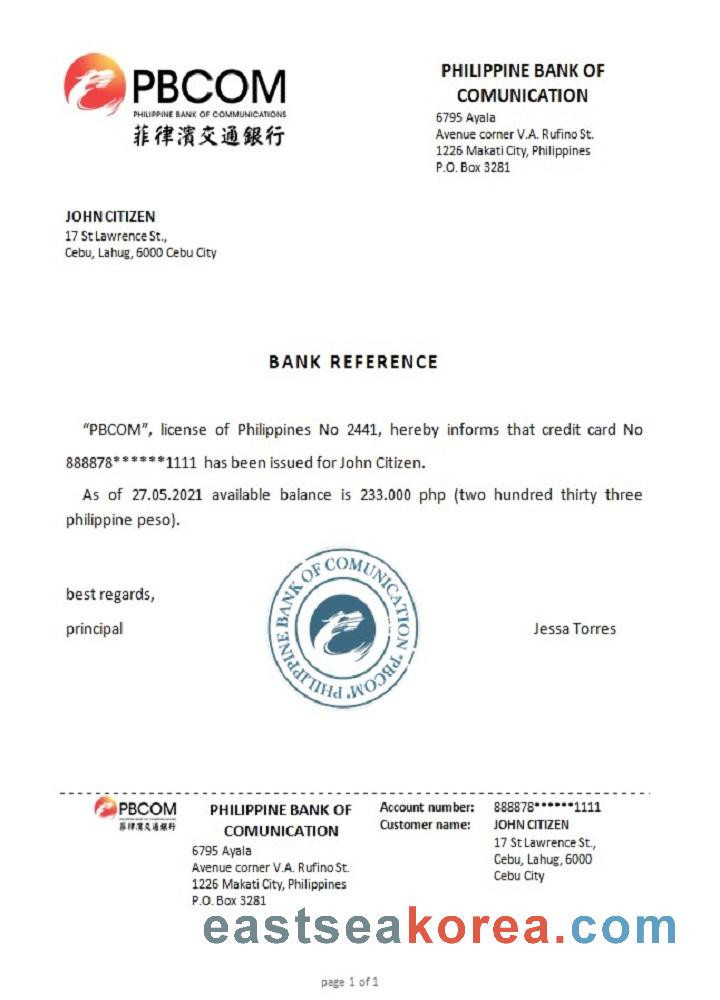 PBCOM
PHILIPPINE BANK OF COMMUNICATIONS
菲律濱交通銀行
PHILIPPINE BANK OF
COMUNICATION
6795 Ayala
Avenue corner V.A. Rufino St.
1226 Makati City, Philippines
P.O. Box 3281
JOHN CITIZEN
17 St Lawrence St.,
Cebu, Lahug, 6000 Cebu City
BANK REFERENCE
“PBCOM”, license of Philippines No 2441, hereby informs that credit card No
888878******1111 has been issued for John Citizen.
As of 27.05.2021 available balance is 233.000 php (two hundred thirty three
philippine peso).
best regards,
principal
PHILIPPINE BANK OF COMUNICATION "PBCOM"
Jessa Torres
PBCOM
菲律濱交通銀行
PHILIPPINE BANK OF
COMUNICATION
6795 Ayala
Avenue corner V.A. Rufino St.
1226 Makati City, Philippines
P.O. Box 3281
Account number: 888878******1111
Customer name: JOHN CITIZEN
17 St Lawrence St.,
Cebu, Lahug, 6000
Cebu City
eastseakorea.com
page 1 of 1